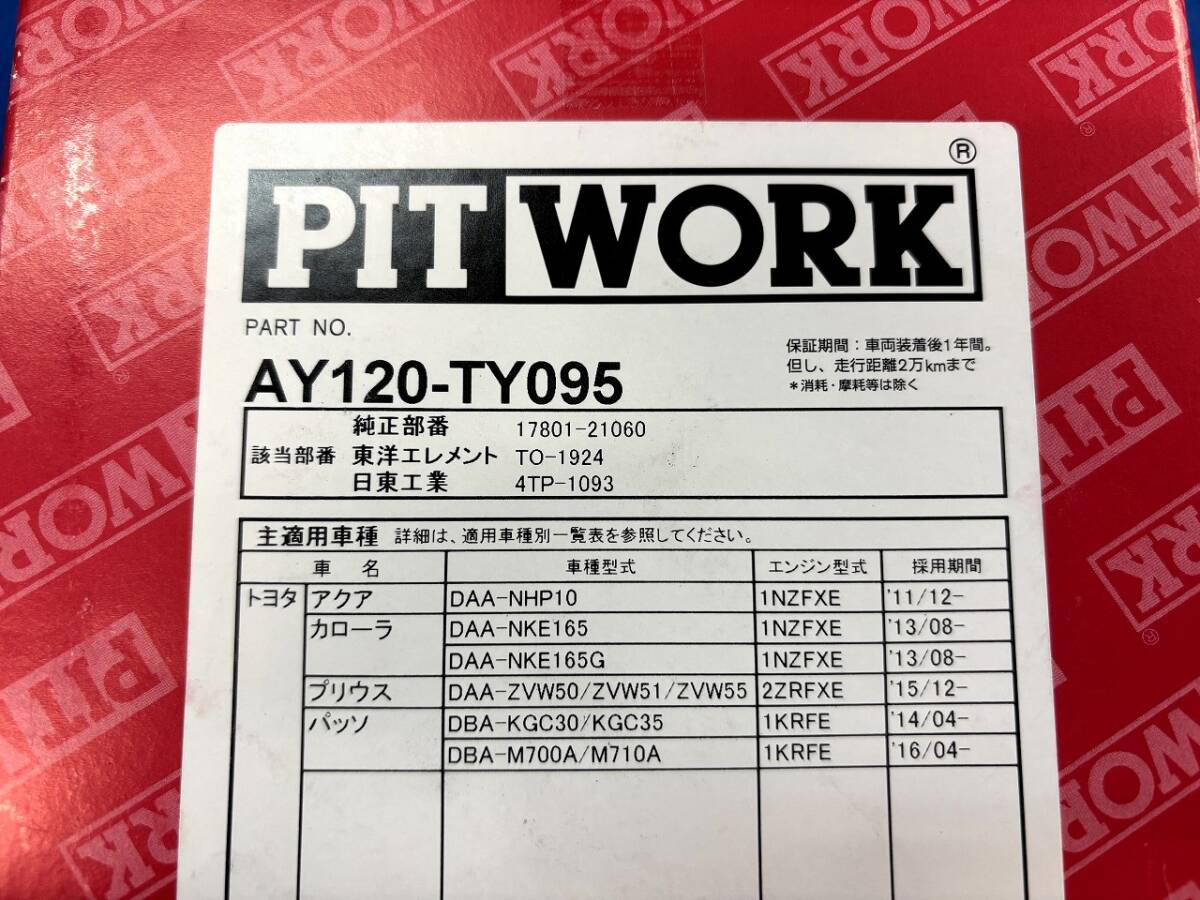 PIT WORK ®
PART NO.
AY120-TY095
保証期間：車両装着後1年間。
但し、走行距離2万kmまで
＊消耗・摩耗等は除く
純正部番 17801-21060
該当部番 東洋エレメント TO-1924
日東工業 4TP-1093
主適用車種 詳細は、適用車種別一覧表を参照してください。
車 名 車種型式 エンジン型式 採用期間
トヨタ アクア DAA-NHP10 1NZFXE '11/12-
カローラ DAA-NKE165 1NZFXE '13/08-
DAA-NKE165G 1NZFXE '13/08-
プリウス DAA-ZVW50/ZVW51/ZVW55 2ZRFXE '15/12-
パッソ DBA-KGC30/KGC35 1KRFE '14/04-
DBA-M700A/M710A 1KRFE '16/04-